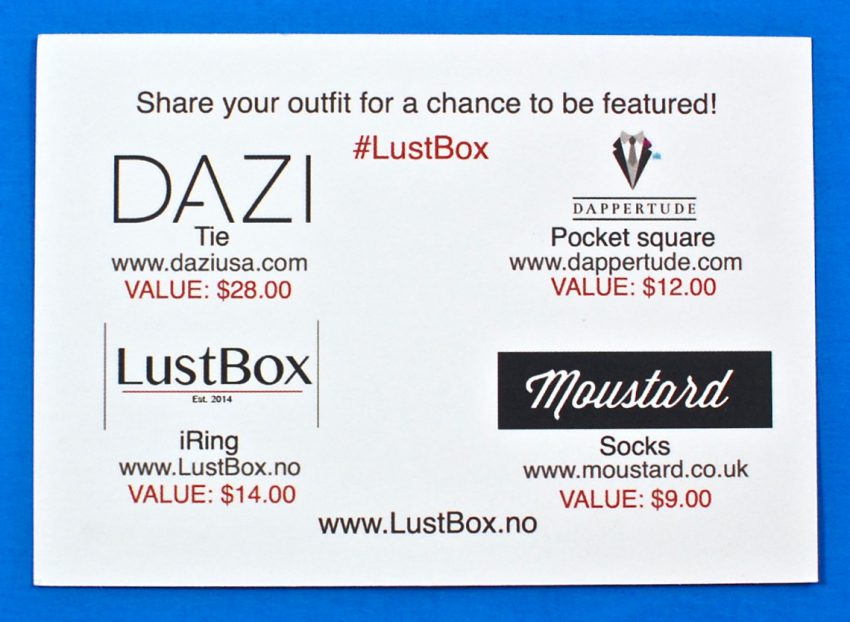 Share your outfit for a chance to be featured!
#LustBox
DAZI
Tie
www.daziusa.com
VALUE: $28.00
DAPPERTUDE
Pocket square
www.dappertude.com
VALUE: $12.00
LustBox
Est. 2014
iRing
www.LustBox.no
VALUE: $14.00
Moustard
Socks
www.moustard.co.uk
VALUE: $9.00
www.LustBox.no